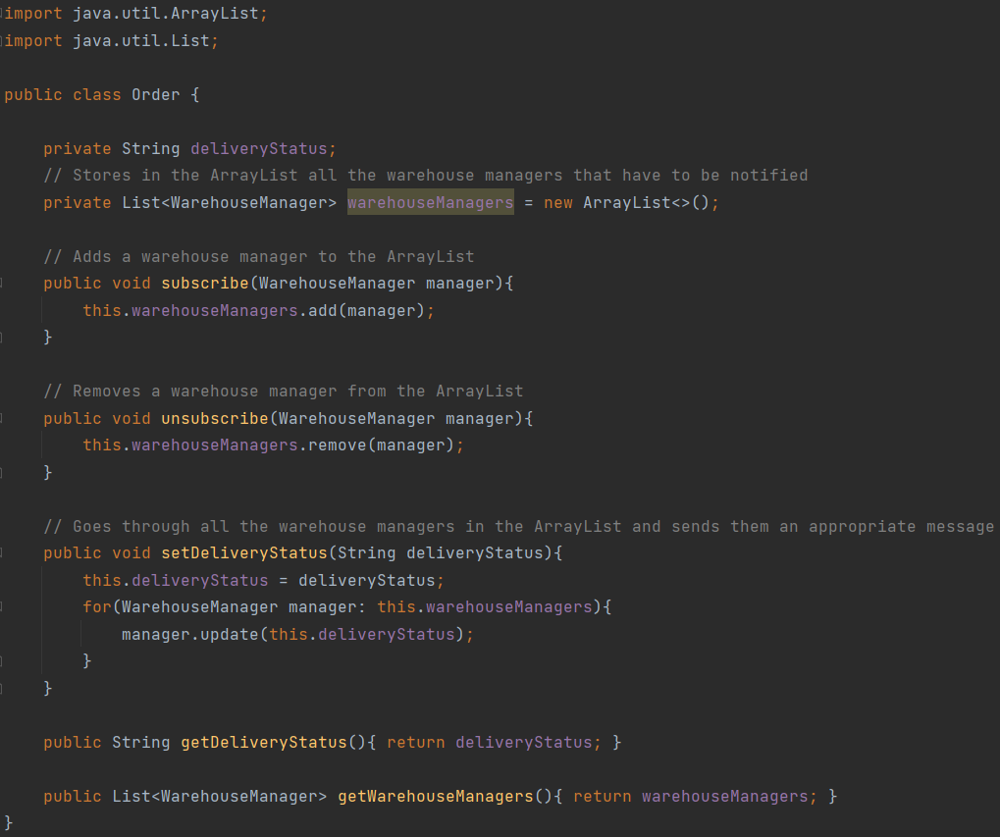 import java.util.ArrayList;
import java.util.List;

public class Order {

    private String deliveryStatus;
    // Stores in the ArrayList all the warehouse managers that have to be notified
    private List<WarehouseManager> warehouseManagers = new ArrayList<>();

    // Adds a warehouse manager to the ArrayList
    public void subscribe(WarehouseManager manager){
        this.warehouseManagers.add(manager);
    }

    // Removes a warehouse manager from the ArrayList
    public void unsubscribe(WarehouseManager manager){
        this.warehouseManagers.remove(manager);
    }

    // Goes through all the warehouse managers in the ArrayList and sends them an appropriate message
    public void setDeliveryStatus(String deliveryStatus){
        this.deliveryStatus = deliveryStatus;
        for(WarehouseManager manager: this.warehouseManagers){
            manager.update(this.deliveryStatus);
        }
    }

    public String getDeliveryStatus(){ return deliveryStatus; }

    public List<WarehouseManager> getWarehouseManagers(){ return warehouseManagers; }
}